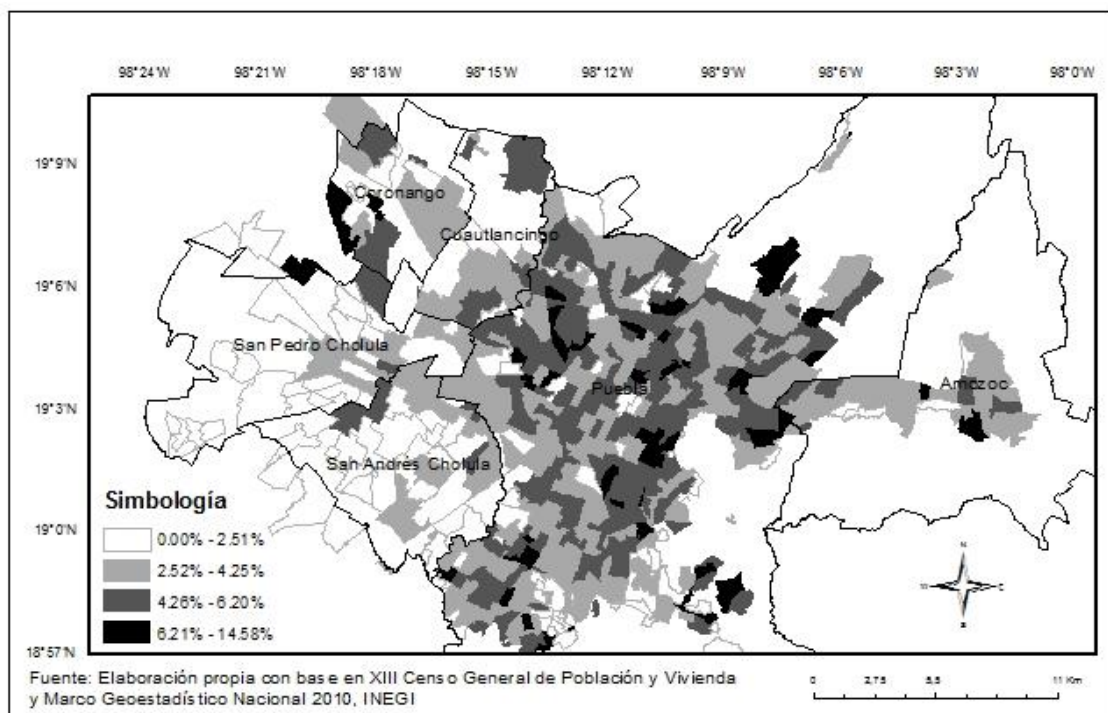 98°24'W 98°21'W 98°18'W 98°15'W 98°12'W 98°9'W 98°6'W 98°3'W 98°0'W
19°9'N
Coronango
Cuautlancingo
19°6'N
San Pedro Cholula
Puebla
Amozoc
19°3'N
San Andres Cholula
Simbología
19°0'N
0.00% - 2.51%
2.52% - 4.25%
4.26% - 6.20%
6.21% - 14.58%
N
S
18°57'N
Fuente: Elaboración propia con base en XIII Censo General de Población y Vivienda
y Marco Geoestadístico Nacional 2010, INEGI
0 2,75 5,5 11 Km